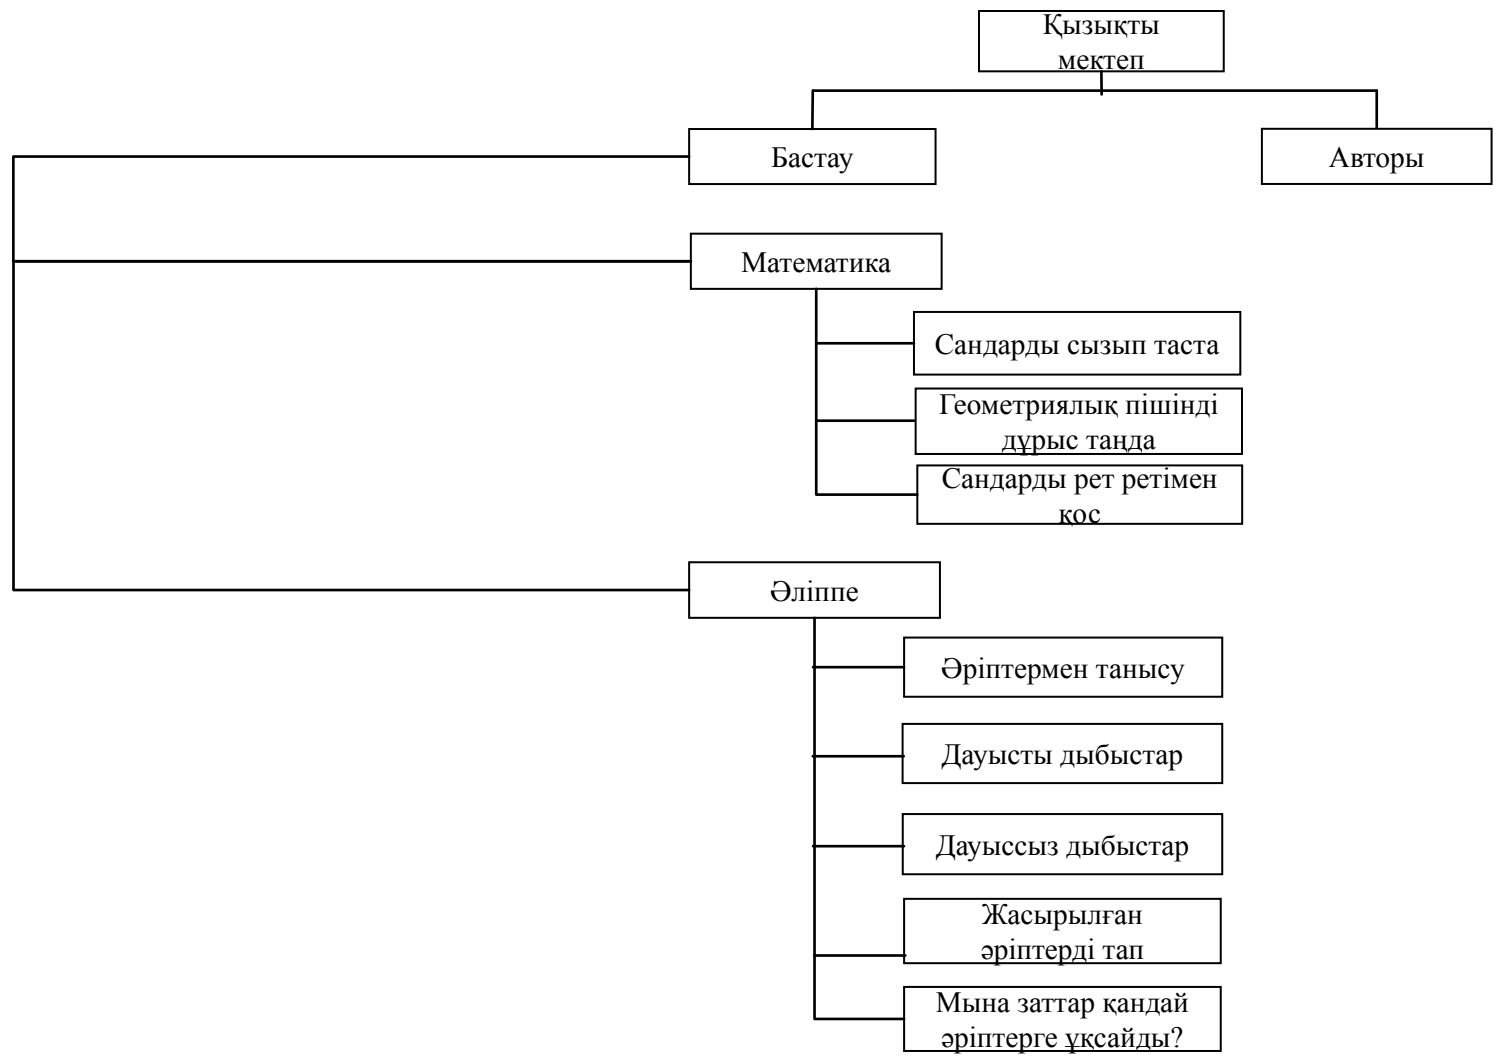 Қызықты
мектеп
Бастау
Авторы
Математика
Сандарды сызып таста
Геометриялық пішінді
дұрыс таңда
Сандарды рет ретімен
қос
Әліппе
Әріптермен танысу
Дауысты дыбыстар
Дауыссыз дыбыстар
Жасырылған
әріптерді тап
Мына заттар қандай
әріптерге ұқсайды?